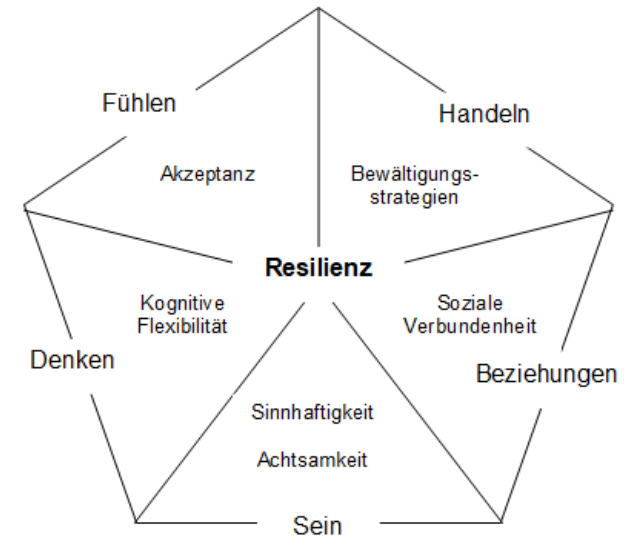 Fühlen
Handeln
Akzeptanz
Bewältigungs-
strategien
Resilienz
Kognitive
Flexibilität
Soziale
Verbundenheit
Denken
Beziehungen
Sinnhaftigkeit
Achtsamkeit
Sein